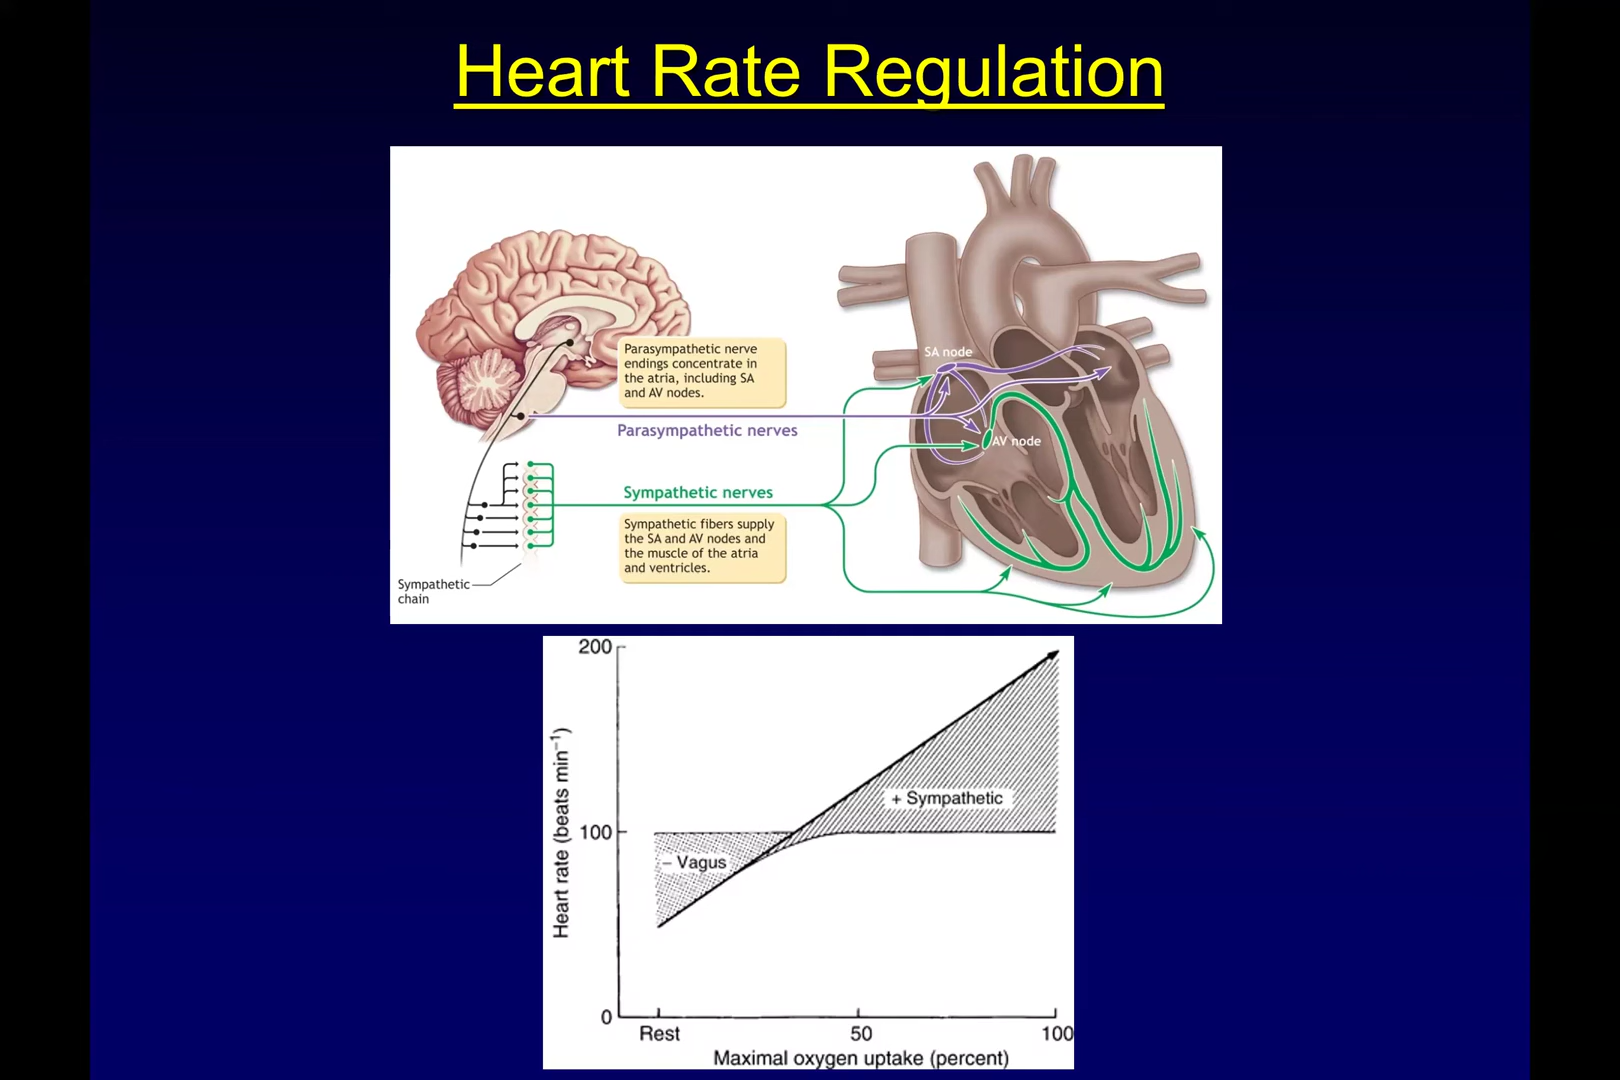 Heart Rate Regulation
Parasympathetic nerve
endings concentrate in
the atria, including SA
and AV nodes.
Parasympathetic nerves
Sympathetic nerves
Sympathetic fibers supply
the SA and AV nodes and
the muscle of the atria
and ventricles.
Sympathetic
chain
SA node
AV node
200
100
0
Heart rate (beats min⁻¹)
+ Sympathetic
– Vagus
Rest
50
100
Maximal oxygen uptake (percent)